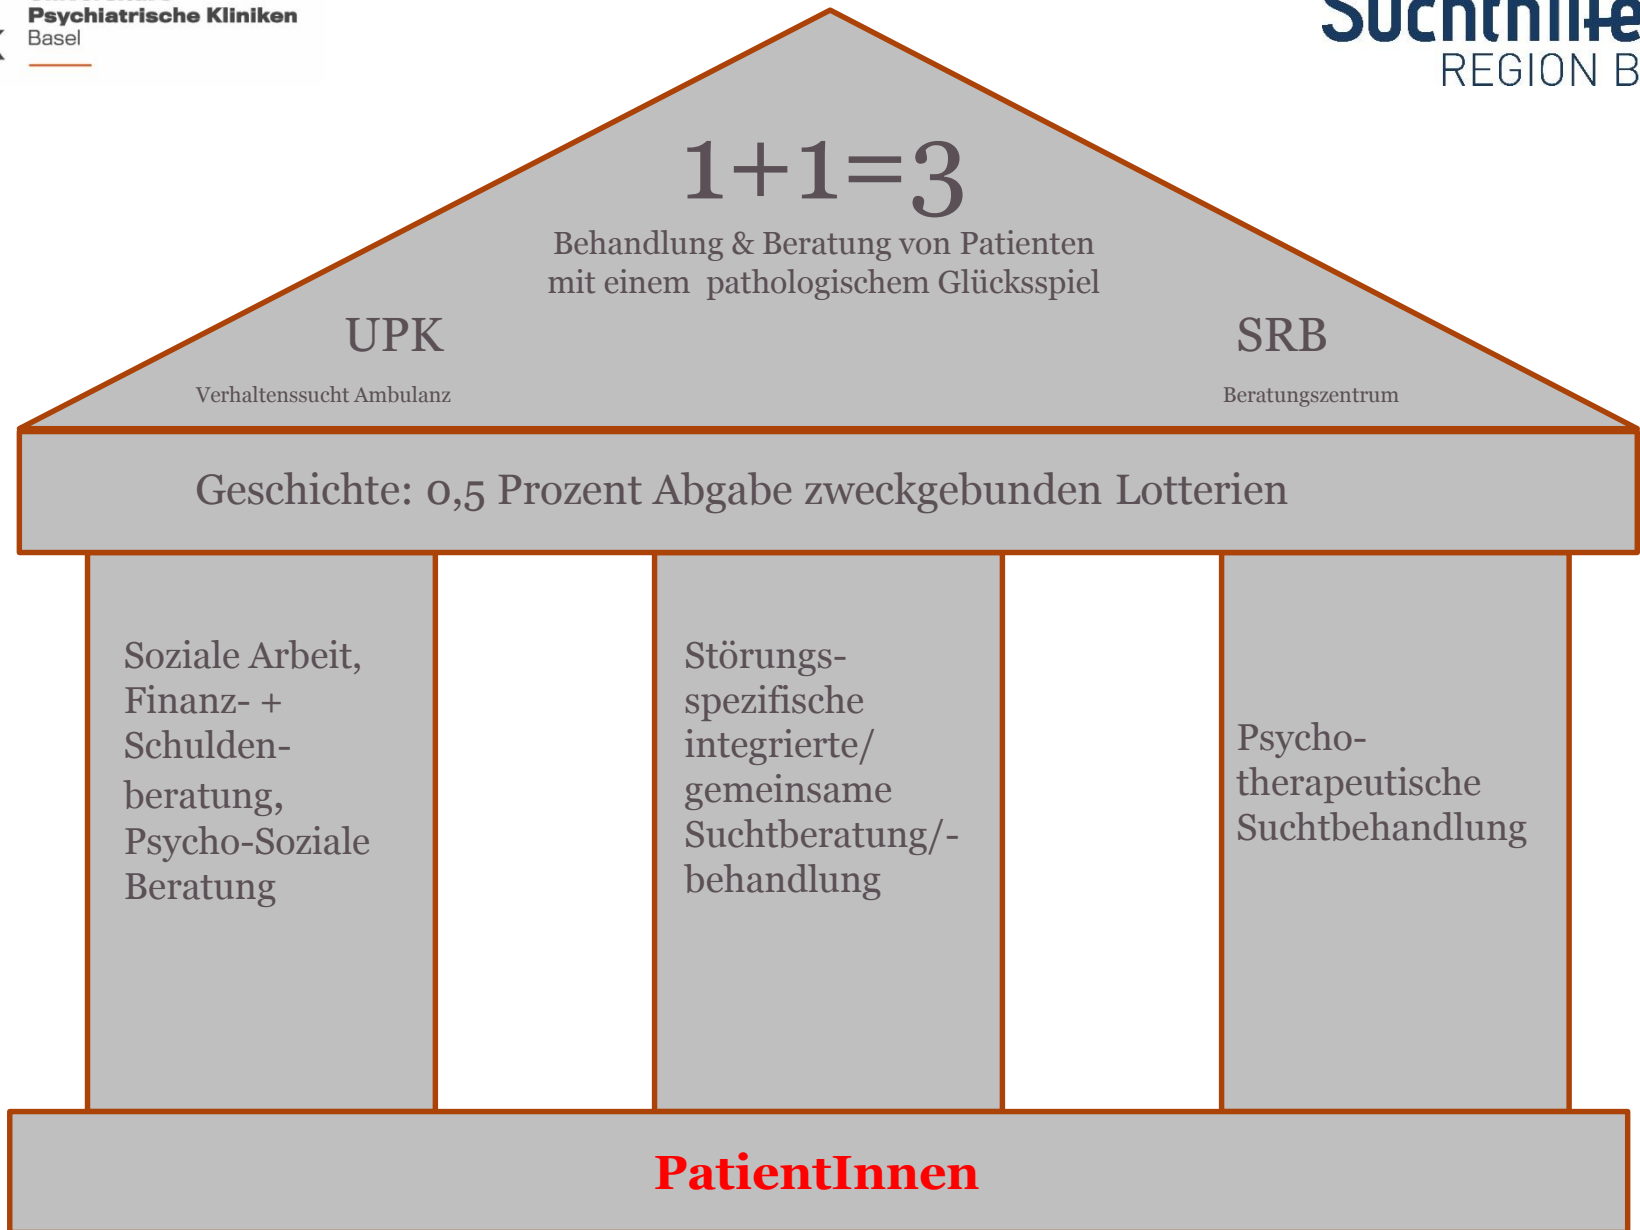 Psychiatrische Kliniken
Basel
REGION B
1+1=3
Behandlung & Beratung von Patienten
mit einem pathologischem Glücksspiel
UPK
SRB
Verhaltenssucht Ambulanz
Beratungszentrum
Geschichte: 0,5 Prozent Abgabe zweckgebunden Lotterien
Soziale Arbeit,
Finanz- +
Schulden-
beratung,
Psycho-Soziale
Beratung
Störungs-
spezifische
integrierte/
gemeinsame
Suchtberatung/-
behandlung
Psycho-
therapeutische
Suchtbehandlung
PatientInnen